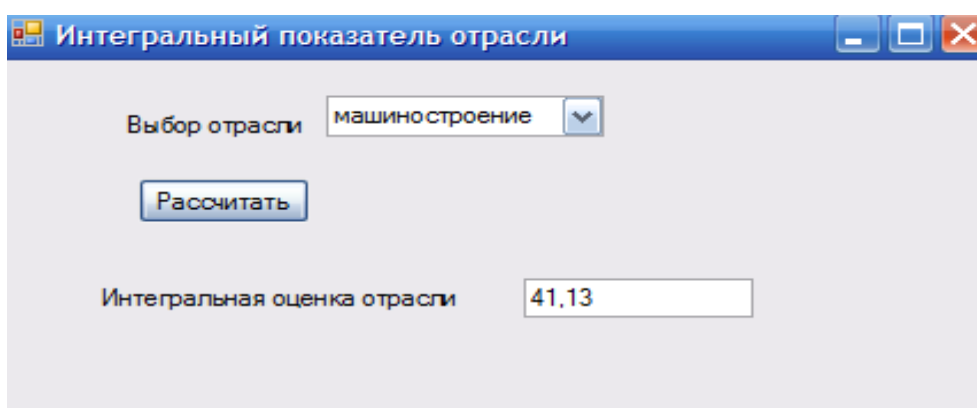 Интегральный показатель отрасли
Выбор отрасли машиностроение
Рассчитать
Интегральная оценка отрасли 41,13